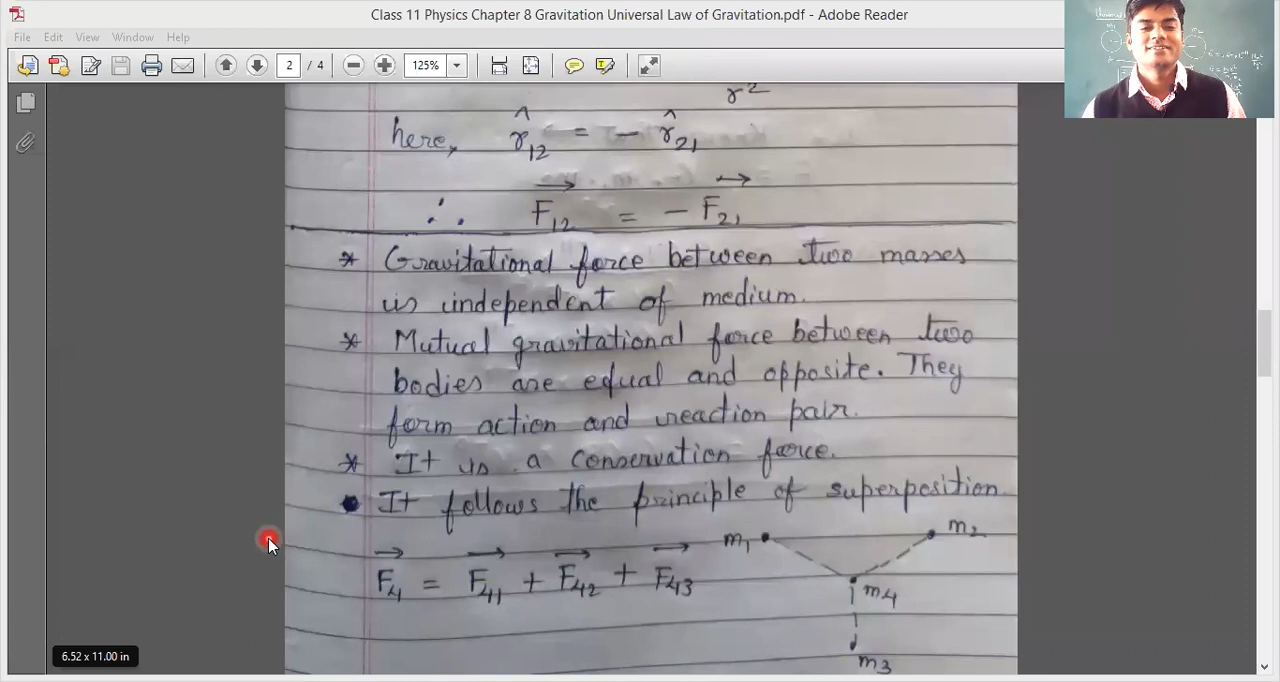 Class 11 Physics Chapter 8 Gravitation Universal Law of Gravitation.pdf - Adobe Reader
File Edit View Window Help
2 / 4 125%
r²
here, r̂₁₂ = - r̂₂₁
∴ F⃗₁₂ = - F⃗₂₁
* Gravitational force between two masses
is independent of medium.
* Mutual gravitational force between two
bodies are equal and opposite. They
form action and reaction pair.
* It is a conservation force.
• It follows the principle of superposition
m₁ m₂
F⃗₄ = F⃗₄₁ + F⃗₄₂ + F⃗₄₃
m₄
m₃
6.52 x 11.00 in